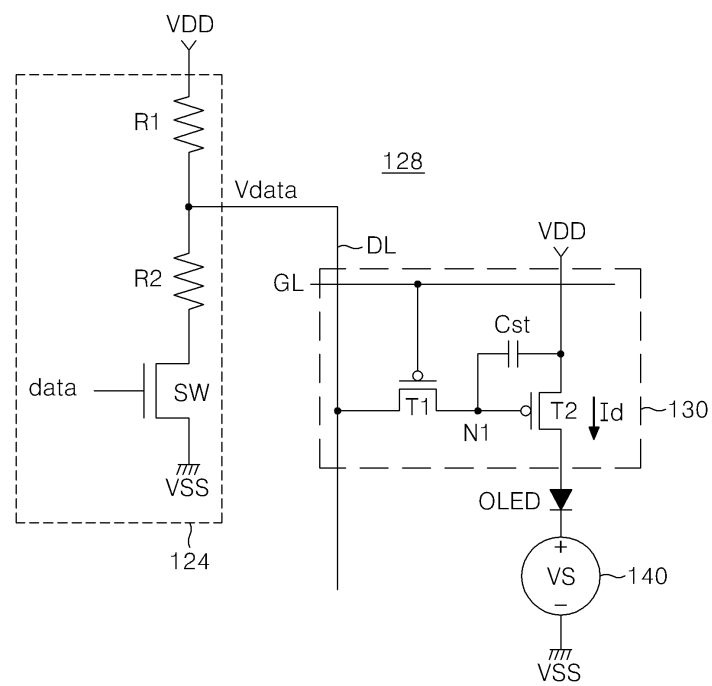 VDD
R1
128
Vdata
VDD
DL
R2
GL
Cst
data
SW
T1
T2
Id
130
N1
VSS
OLED
124
+
VS
140
−
VSS